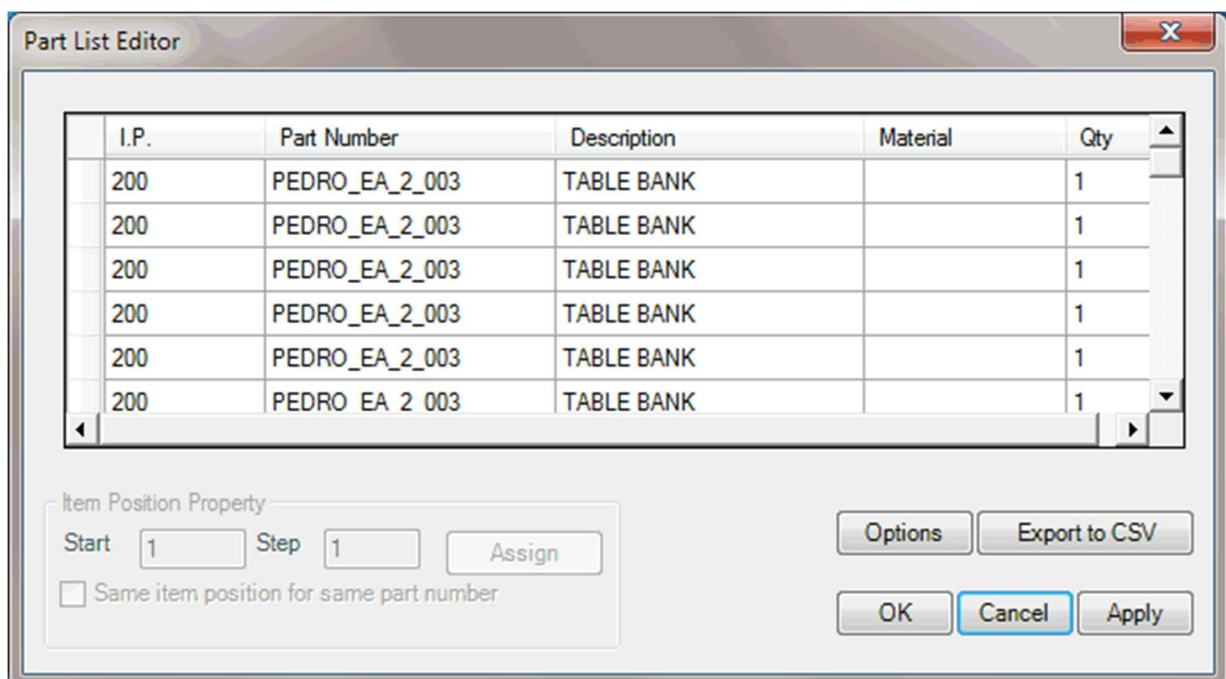 Part List Editor
I.P. Part Number Description Material Qty
200 PEDRO_EA_2_003 TABLE BANK 1
200 PEDRO_EA_2_003 TABLE BANK 1
200 PEDRO_EA_2_003 TABLE BANK 1
200 PEDRO_EA_2_003 TABLE BANK 1
200 PEDRO_EA_2_003 TABLE BANK 1
200 PEDRO_EA_2_003 TABLE BANK 1
Item Position Property
Start 1 Step 1 Assign
Same item position for same part number
Options Export to CSV
OK Cancel Apply